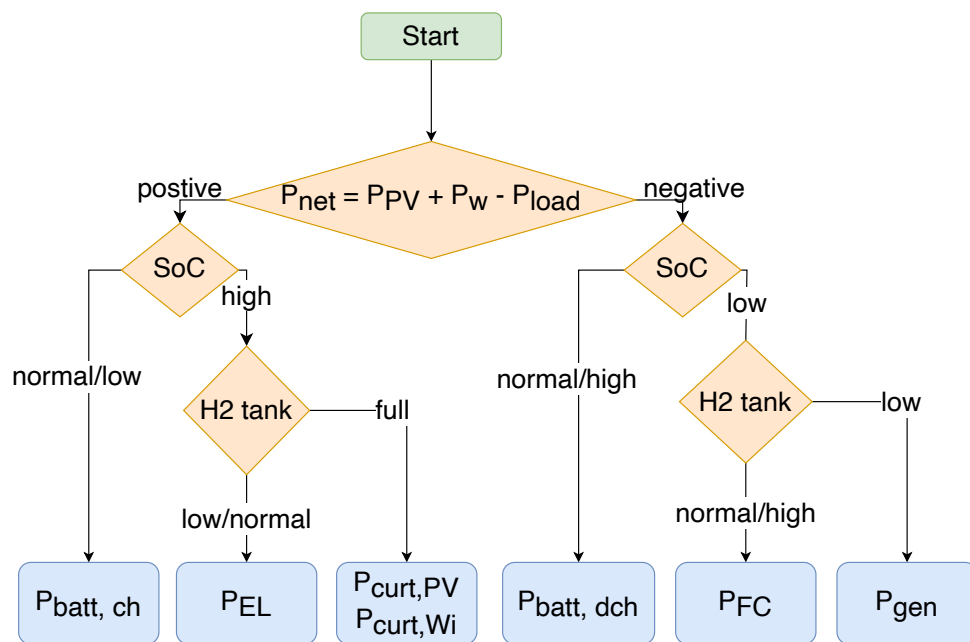 Start
postive
P_net = P_PV + P_w - P_load
negative
SoC
SoC
high
low
normal/low
normal/high
H2 tank
full
H2 tank
low
low/normal
normal/high
P_batt, ch
P_EL
P_curt,PV
P_curt,Wi
P_batt, dch
P_FC
P_gen